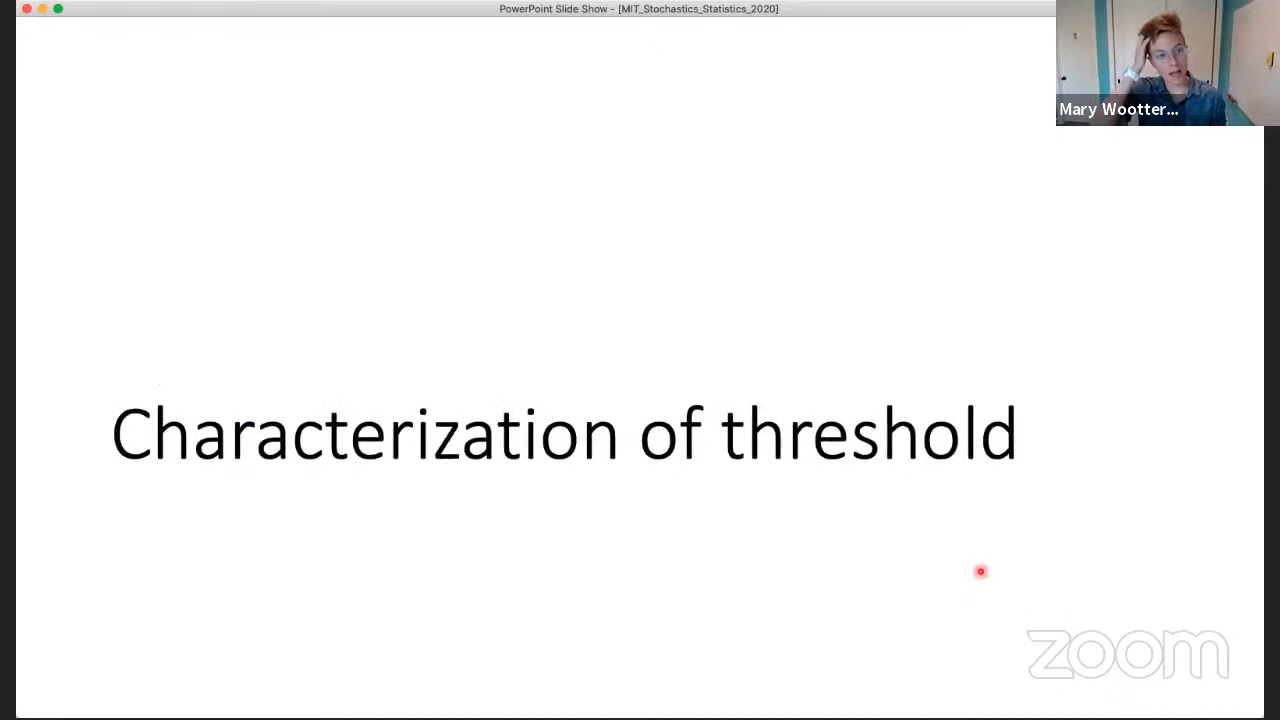 PowerPoint Slide Show - [MIT_Stochastics_Statistics_2020]
Mary Wootter...
Characterization of threshold
zoom